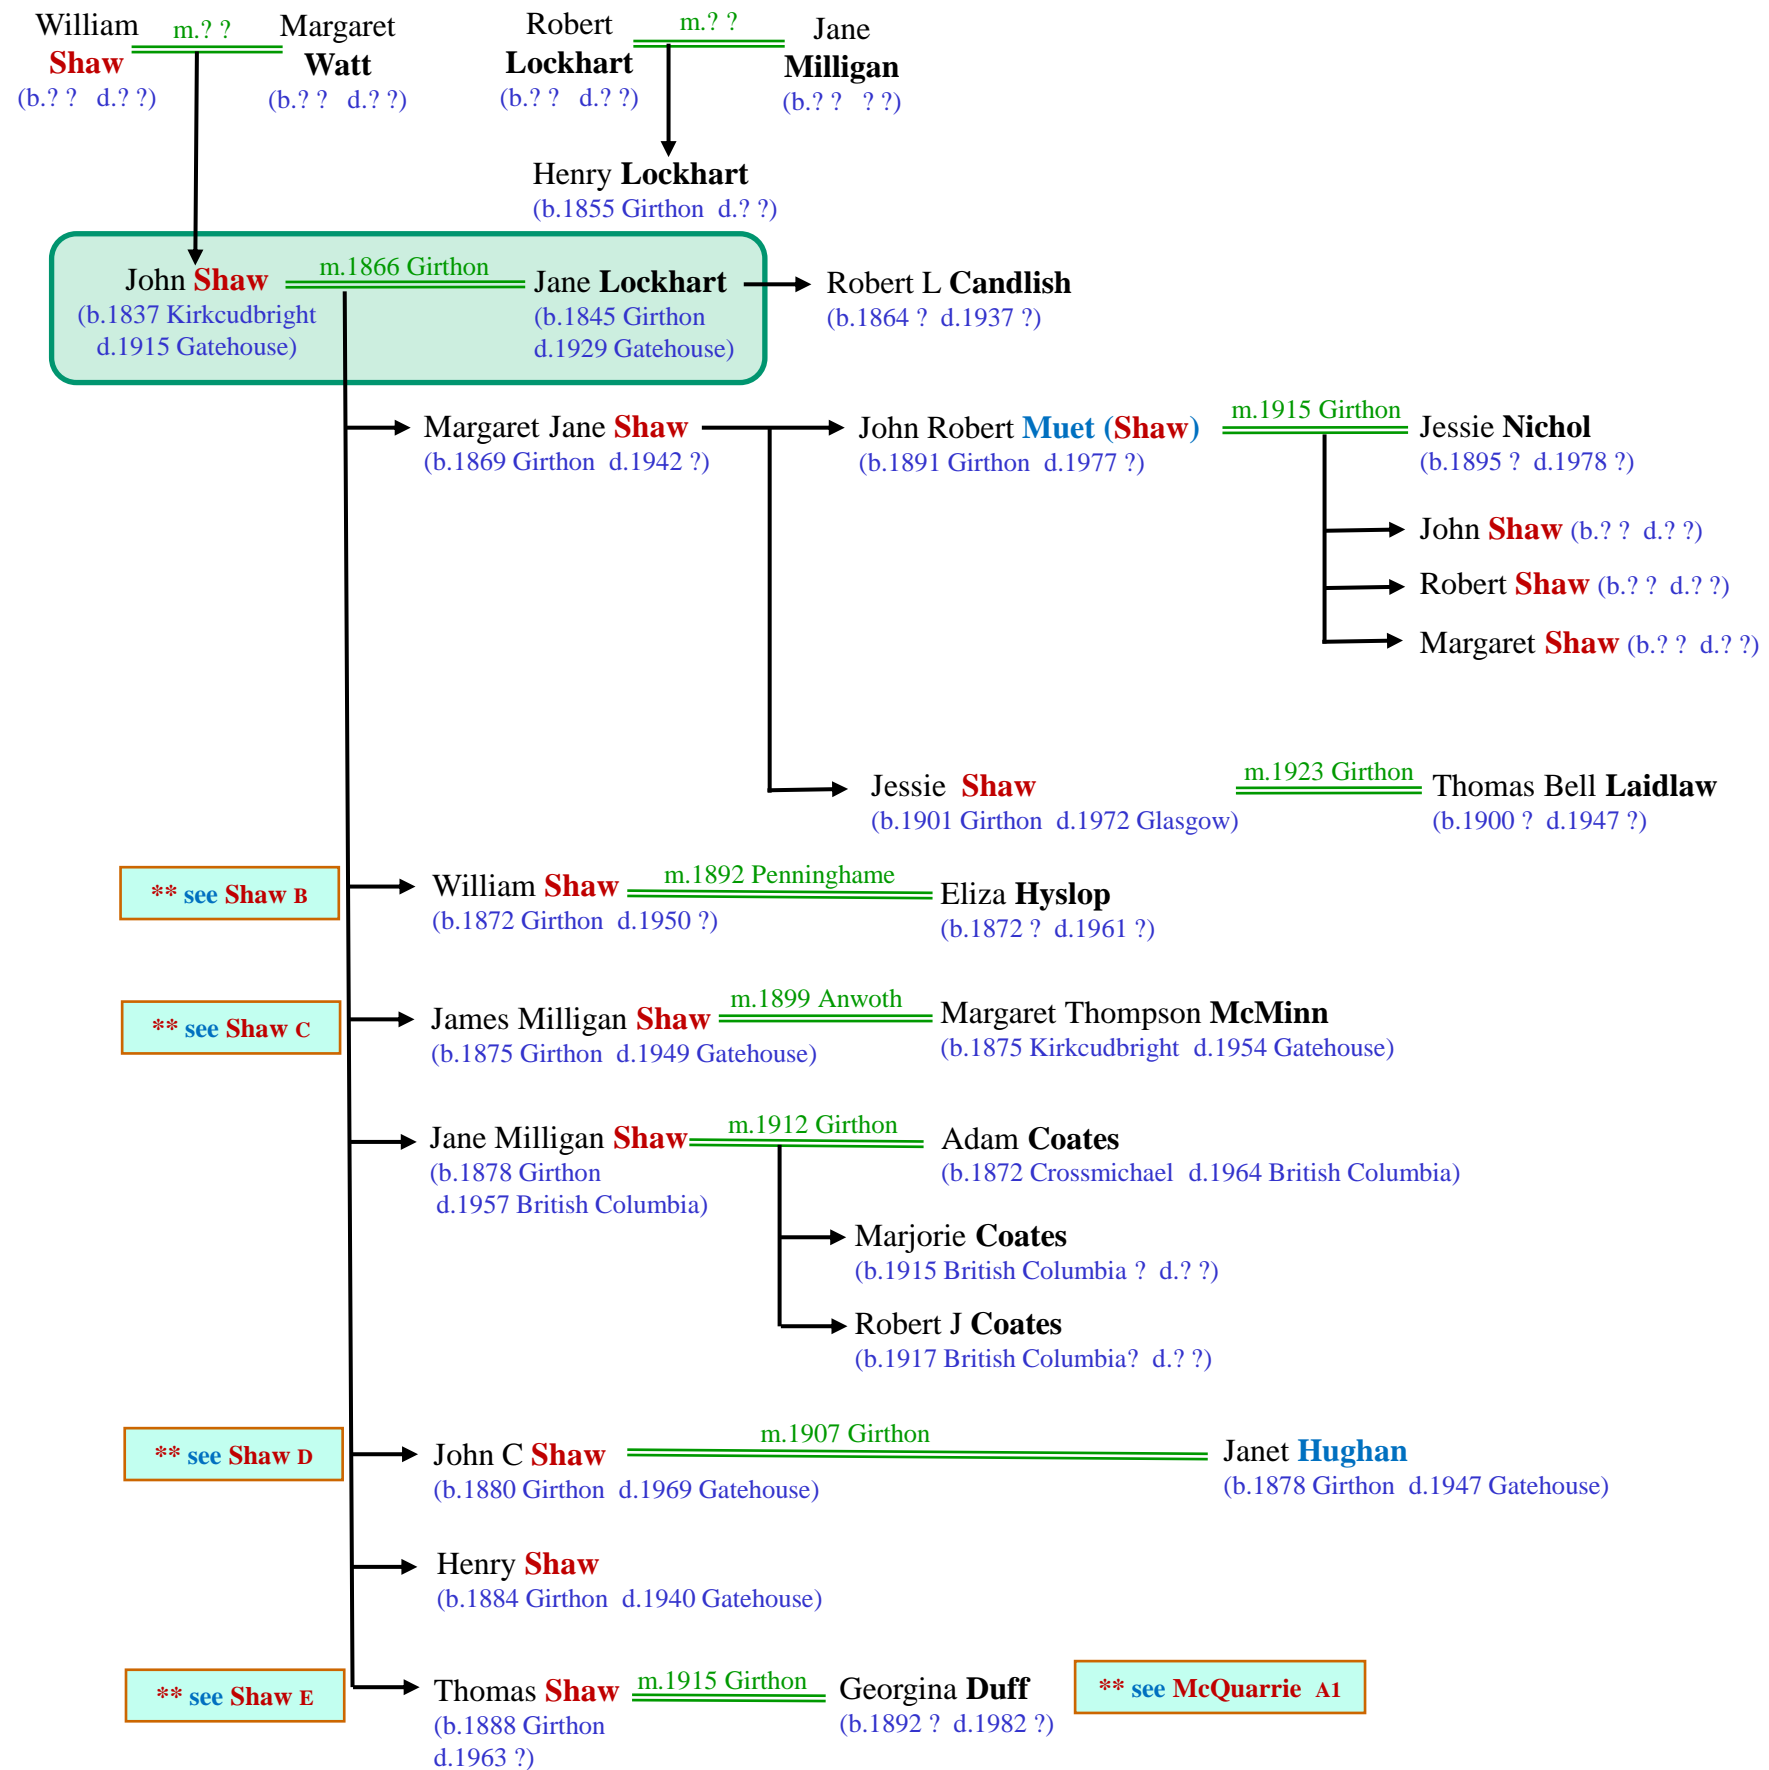 William
Shaw
(b.? ?   d.? ?)
m.? ?
Margaret
Watt
(b.? ?   d.? ?)
Robert
Lockhart
(b.? ?   d.? ?)
m.? ?
Jane
Milligan
(b.? ?   ? ?)
Henry Lockhart
(b.1855 Girthon  d.? ?)
John Shaw
(b.1837 Kirkcudbright
d.1915 Gatehouse)
m.1866 Girthon
Jane Lockhart
(b.1845 Girthon
d.1929 Gatehouse)
Robert L Candlish
(b.1864 ?  d.1937 ?)
Margaret Jane Shaw
(b.1869 Girthon  d.1942 ?)
John Robert Muet (Shaw)
(b.1891 Girthon  d.1977 ?)
m.1915 Girthon
Jessie Nichol
(b.1895 ?  d.1978 ?)
John Shaw (b.? ?  d.? ?)
Robert Shaw (b.? ?  d.? ?)
Margaret Shaw (b.? ?  d.? ?)
Jessie  Shaw
(b.1901 Girthon  d.1972 Glasgow)
m.1923 Girthon
Thomas Bell Laidlaw
(b.1900 ?  d.1947 ?)
** see Shaw B
William Shaw
(b.1872 Girthon  d.1950 ?)
m.1892 Penninghame
Eliza Hyslop
(b.1872 ?  d.1961 ?)
** see Shaw C
James Milligan Shaw
(b.1875 Girthon  d.1949 Gatehouse)
m.1899 Anwoth
Margaret Thompson McMinn
(b.1875 Kirkcudbright  d.1954 Gatehouse)
Jane Milligan Shaw
(b.1878 Girthon
d.1957 British Columbia)
m.1912 Girthon
Adam Coates
(b.1872 Crossmichael  d.1964 British Columbia)
Marjorie Coates
(b.1915 British Columbia ?  d.? ?)
Robert J Coates
(b.1917 British Columbia?  d.? ?)
** see Shaw D
John C Shaw
(b.1880 Girthon  d.1969 Gatehouse)
m.1907 Girthon
Janet Hughan
(b.1878 Girthon  d.1947 Gatehouse)
Henry Shaw
(b.1884 Girthon  d.1940 Gatehouse)
** see Shaw E
Thomas Shaw
(b.1888 Girthon
d.1963 ?)
m.1915 Girthon
Georgina Duff
(b.1892 ?  d.1982 ?)
** see McQuarrie  A1